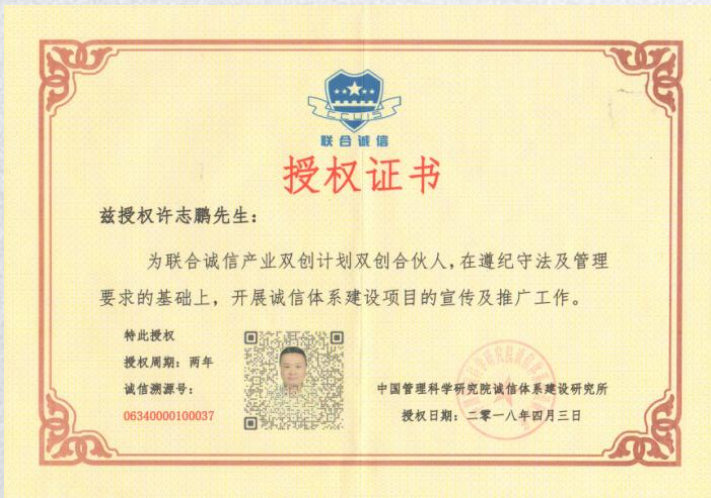 CCUIS
联合诚信
授权证书
兹授权许志鹏先生：
为联合诚信产业双创计划双创合伙人，在遵纪守法及管理
要求的基础上，开展诚信体系建设项目的宣传及推广工作。
特此授权
授权周期：两年
诚信溯源号：
06340000100037
中国管理科学研究院诚信体系建设研究所
授权日期：二零一八年四月三日